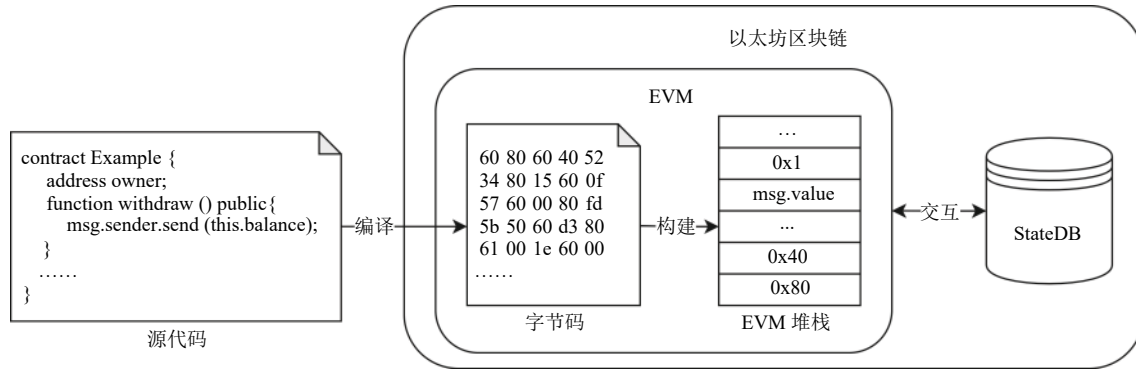 以太坊区块链
EVM
contract Example {
address owner;
function withdraw () public{
msg.sender.send (this.balance);
}
……
}
源代码
编译
60 80 60 40 52
34 80 15 60 0f
57 60 00 80 fd
5b 50 60 d3 80
61 00 1e 60 00
……
字节码
构建
…
0x1
msg.value
...
0x40
0x80
EVM 堆栈
交互
StateDB